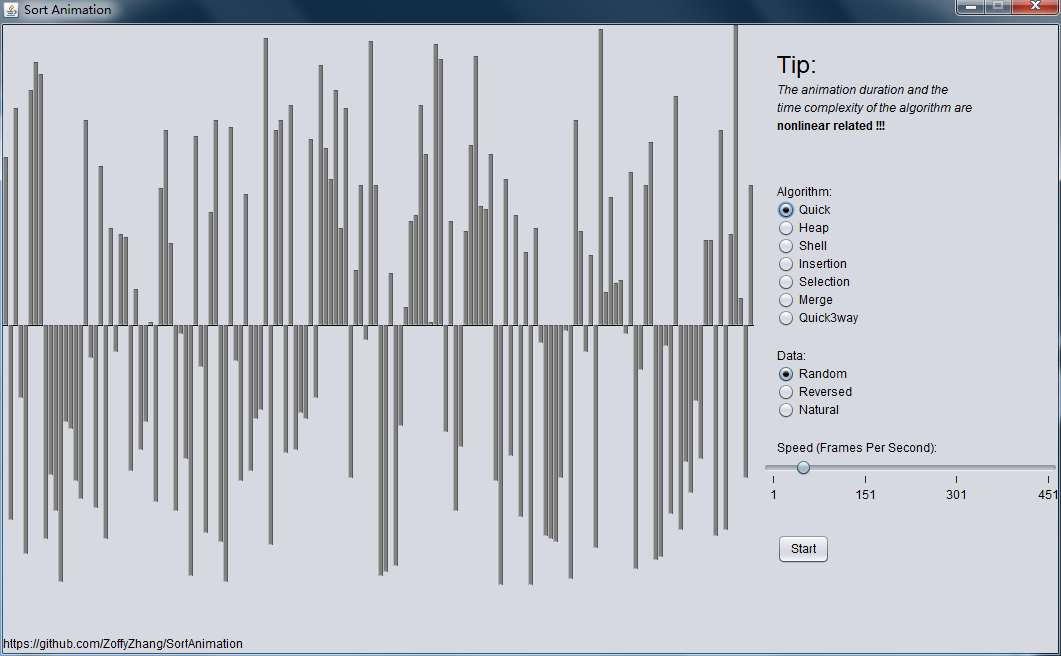 Sort Animation
Tip:
The animation duration and the
time complexity of the algorithm are
nonlinear related !!!
Algorithm:
Quick
Heap
Shell
Insertion
Selection
Merge
Quick3way
Data:
Random
Reversed
Natural
Speed (Frames Per Second):
1 151 301 451
Start
https://github.com/ZoffyZhang/SortAnimation